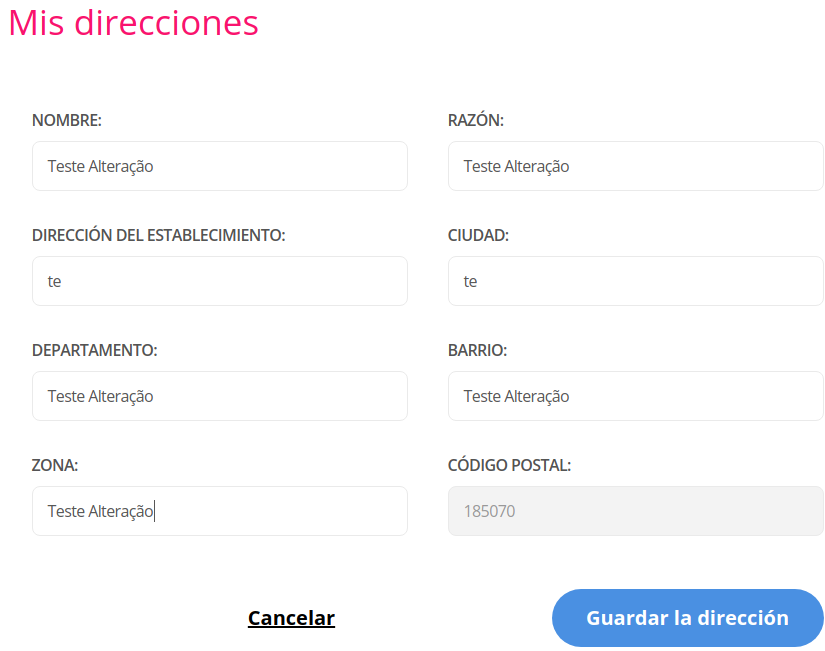 Mis direcciones
NOMBRE:
Teste Alteração
RAZÓN:
Teste Alteração
DIRECCIÓN DEL ESTABLECIMIENTO:
te
CIUDAD:
te
DEPARTAMENTO:
Teste Alteração
BARRIO:
Teste Alteração
ZONA:
Teste Alteração
CÓDIGO POSTAL:
185070
Cancelar
Guardar la dirección